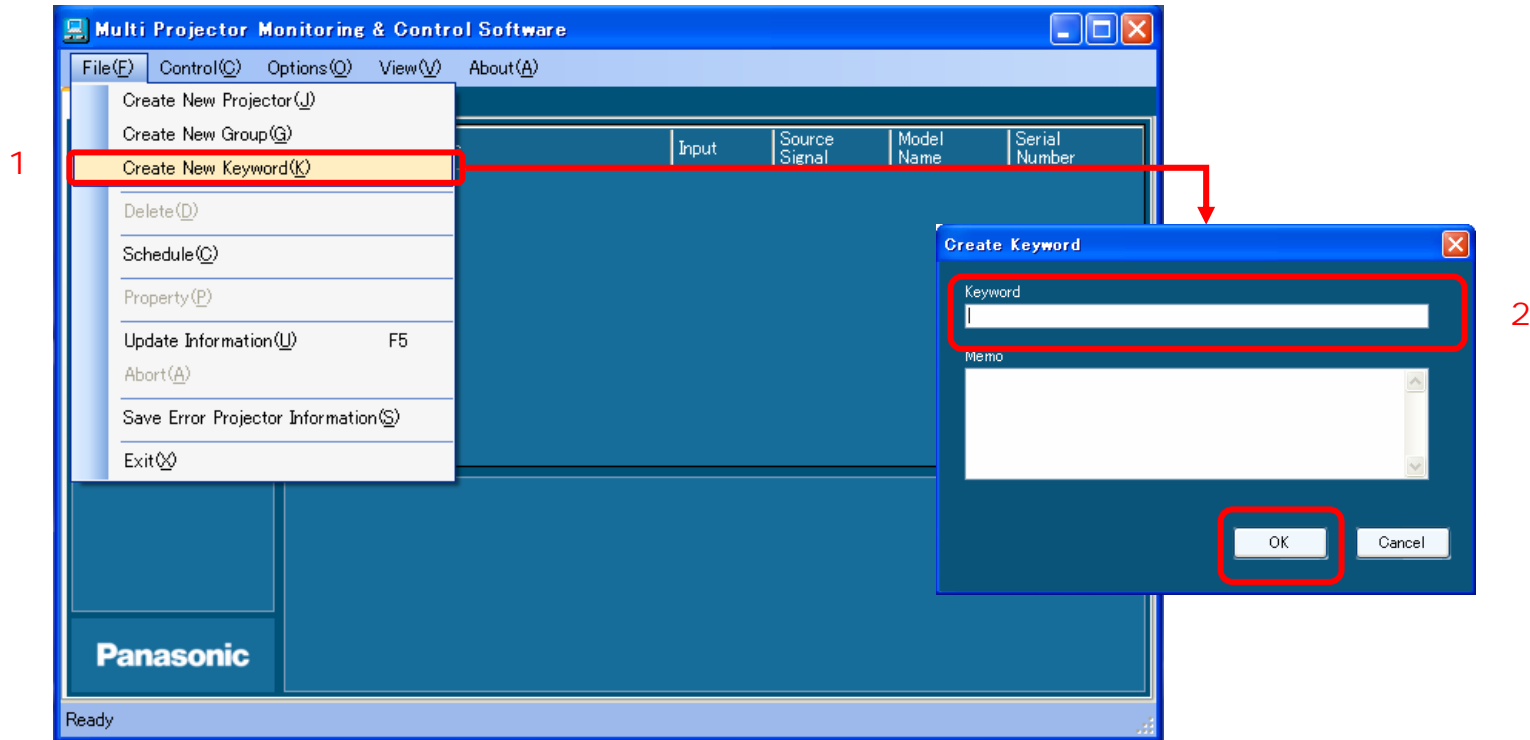 Multi Projector Monitoring & Control Software
File(F) Control(C) Options(O) View(V) About(A)
Create New Projector(J)
Create New Group(G)
Input Source Signal Model Name Serial Number
1
Create New Keyword(K)
Delete(D)
Schedule(C)
Property(P)
Update Information(U) F5
Abort(A)
Save Error Projector Information(S)
Exit(X)
Create Keyword
Keyword
2
Memo
OK Cancel
Panasonic
Ready